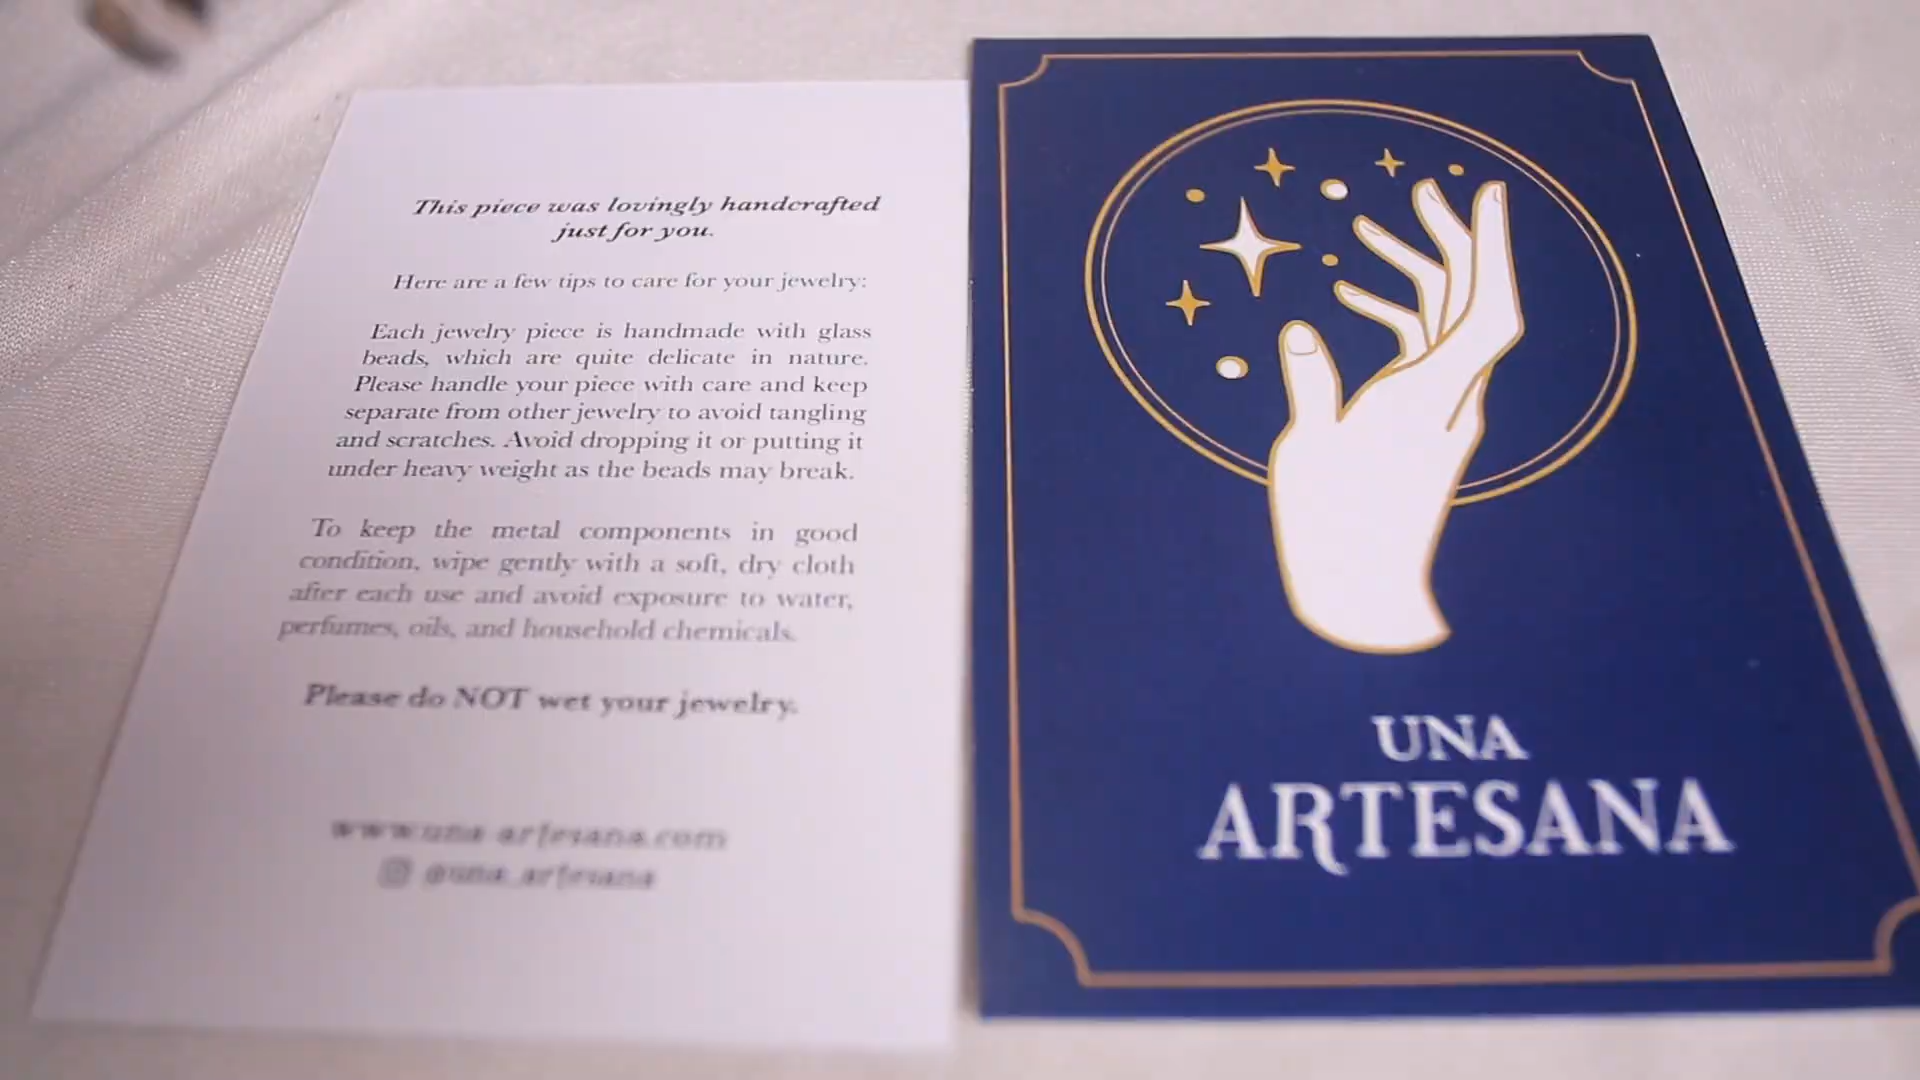 This piece was lovingly handcrafted
just for you.
Here are a few tips to care for your jewelry:
Each jewelry piece is handmade with glass
beads, which are quite delicate in nature.
Please handle your piece with care and keep
separate from other jewelry to avoid tangling
and scratches. Avoid dropping it or putting it
under heavy weight as the beads may break.
To keep the metal components in good
condition, wipe gently with a soft, dry cloth
after each use and avoid exposure to water,
perfumes, oils, and household chemicals.
Please do NOT wet your jewelry.
www.una-artesana.com
@una_artesana
UNA
ARTESANA